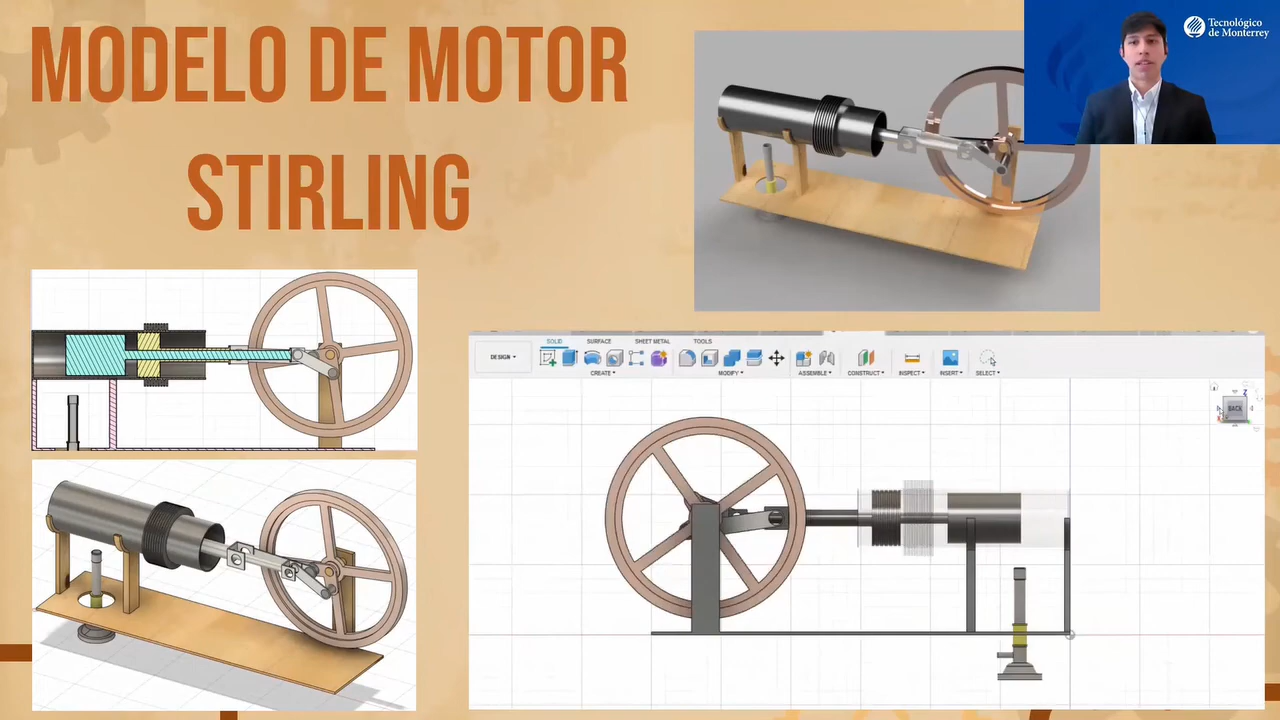 MODELO DE MOTOR
STIRLING
Tecnológico
de Monterrey
SOLID SURFACE SHEET METAL TOOLS
DESIGN
CREATE MODIFY ASSEMBLE CONSTRUCT INSPECT INSERT SELECT
Z
BACK